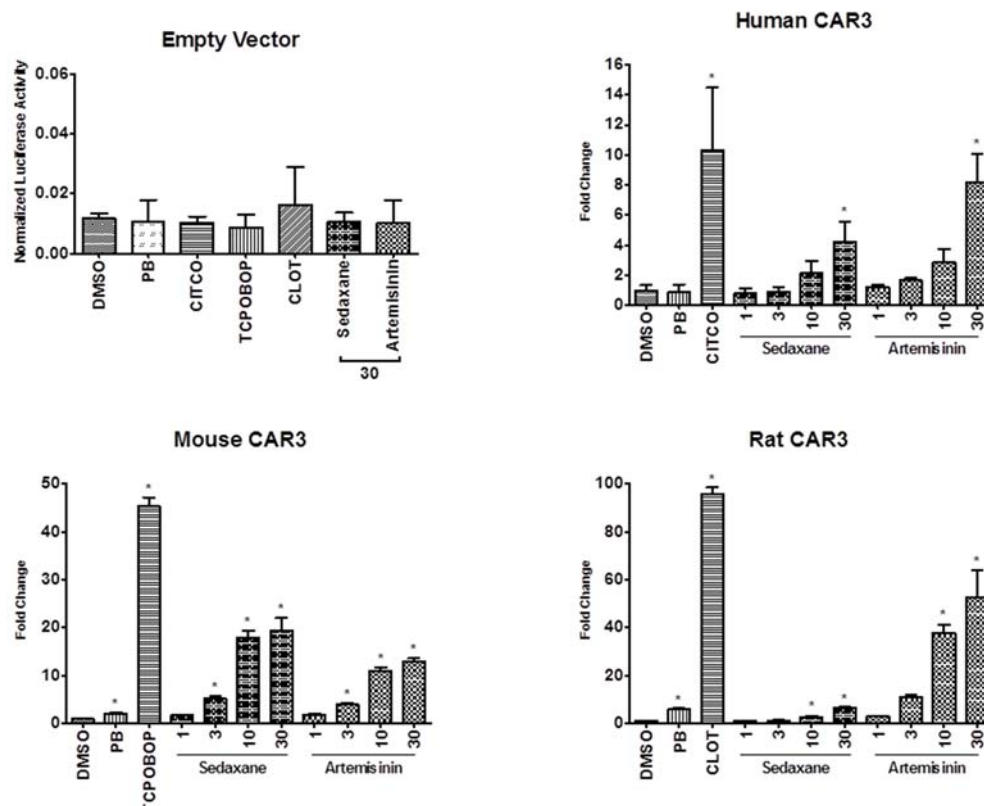 Empty Vector
Normalized Luciferase Activity
0.06
0.04
0.02
0.00
DMSO
PB
CITCO
TCPOBOP
CLOT
Sedaxane
Artemisinin
30
Human CAR3
Fold Change
16
14
12
10
8
6
4
2
0
*
*
*
DMSO
PB
CITCO
1
3
10
30
1
3
10
30
Sedaxane
Artemisinin
Mouse CAR3
Fold Change
50
40
30
20
10
0
*
*
*
*
*
*
*
*
DMSO
PB
TCPOBOP
1
3
10
30
1
3
10
30
Sedaxane
Artemisinin
Rat CAR3
Fold Change
100
80
60
40
20
0
*
*
*
*
*
*
DMSO
PB
CLOT
1
3
10
30
1
3
10
30
Sedaxane
Artemisinin